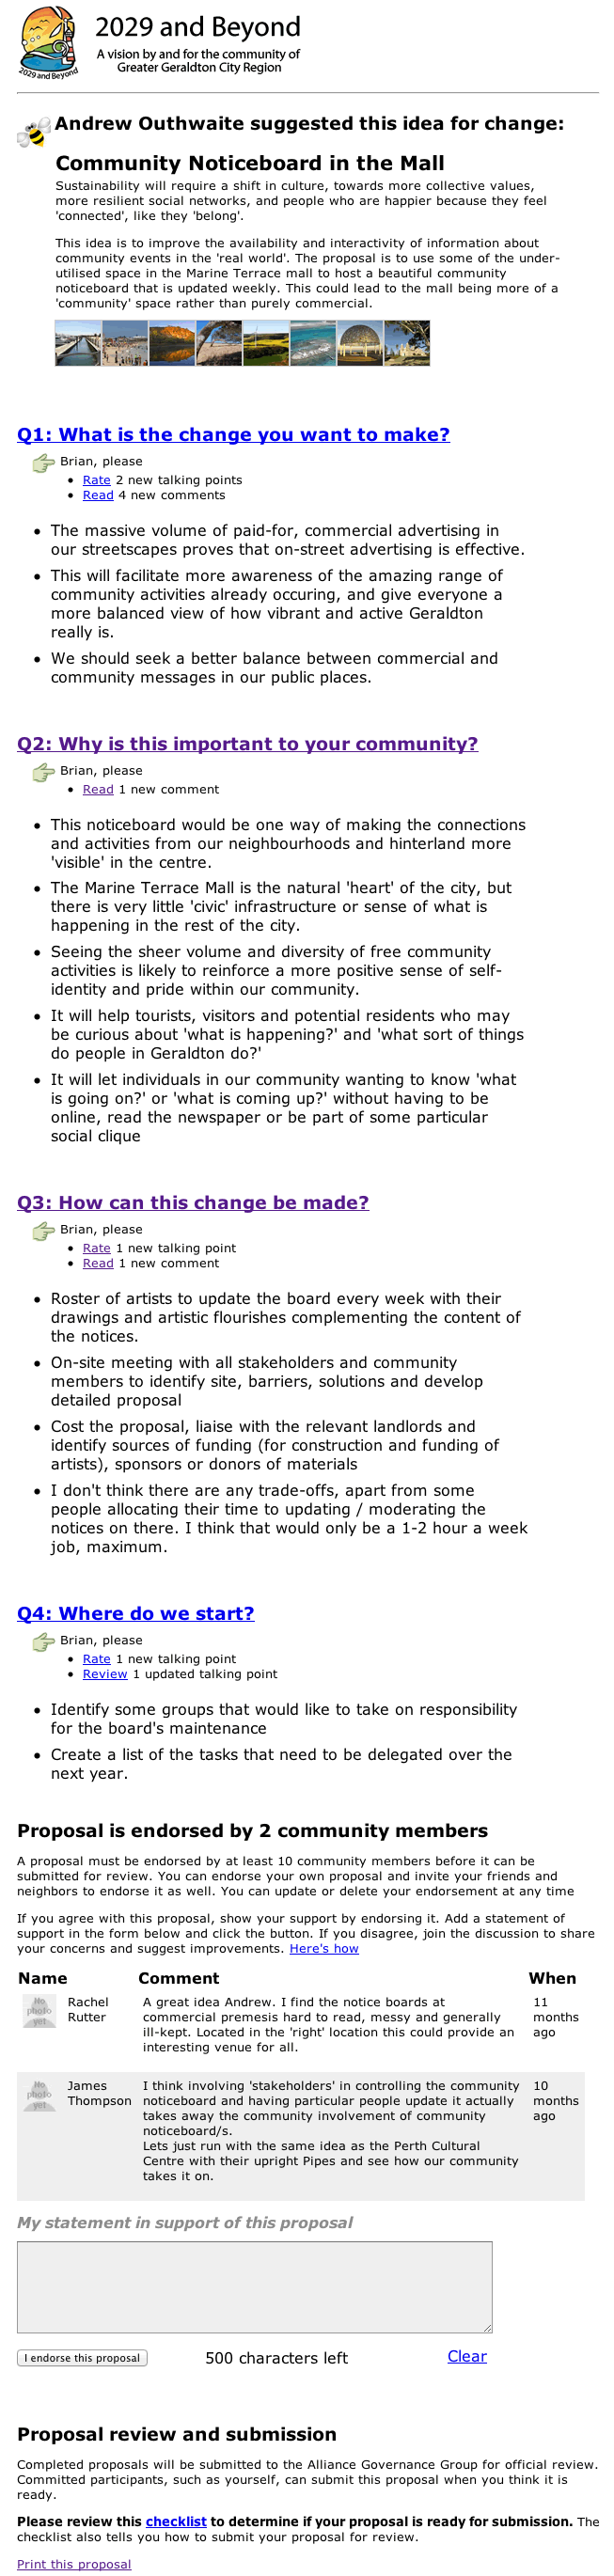 2029 and Beyond
A vision by and for the community of
Greater Geraldton City Region
2029 and Beyond
Andrew Outhwaite suggested this idea for change:
Community Noticeboard in the Mall
Sustainability will require a shift in culture, towards more collective values,
more resilient social networks, and people who are happier because they feel
'connected', like they 'belong'.
This idea is to improve the availability and interactivity of information about
community events in the 'real world'. The proposal is to use some of the under-
utilised space in the Marine Terrace mall to host a beautiful community
noticeboard that is updated weekly. This could lead to the mall being more of a
'community' space rather than purely commercial.
Q1: What is the change you want to make?
Brian, please
• Rate 2 new talking points
• Read 4 new comments
• The massive volume of paid-for, commercial advertising in
our streetscapes proves that on-street advertising is effective.
• This will facilitate more awareness of the amazing range of
community activities already occuring, and give everyone a
more balanced view of how vibrant and active Geraldton
really is.
• We should seek a better balance between commercial and
community messages in our public places.
Q2: Why is this important to your community?
Brian, please
• Read 1 new comment
• This noticeboard would be one way of making the connections
and activities from our neighbourhoods and hinterland more
'visible' in the centre.
• The Marine Terrace Mall is the natural 'heart' of the city, but
there is very little 'civic' infrastructure or sense of what is
happening in the rest of the city.
• Seeing the sheer volume and diversity of free community
activities is likely to reinforce a more positive sense of self-
identity and pride within our community.
• It will help tourists, visitors and potential residents who may
be curious about 'what is happening?' and 'what sort of things
do people in Geraldton do?'
• It will let individuals in our community wanting to know 'what
is going on?' or 'what is coming up?' without having to be
online, read the newspaper or be part of some particular
social clique
Q3: How can this change be made?
Brian, please
• Rate 1 new talking point
• Read 1 new comment
• Roster of artists to update the board every week with their
drawings and artistic flourishes complementing the content of
the notices.
• On-site meeting with all stakeholders and community
members to identify site, barriers, solutions and develop
detailed proposal
• Cost the proposal, liaise with the relevant landlords and
identify sources of funding (for construction and funding of
artists), sponsors or donors of materials
• I don't think there are any trade-offs, apart from some
people allocating their time to updating / moderating the
notices on there. I think that would only be a 1-2 hour a week
job, maximum.
Q4: Where do we start?
Brian, please
• Rate 1 new talking point
• Review 1 updated talking point
• Identify some groups that would like to take on responsibility
for the board's maintenance
• Create a list of the tasks that need to be delegated over the
next year.
Proposal is endorsed by 2 community members
A proposal must be endorsed by at least 10 community members before it can be
submitted for review. You can endorse your own proposal and invite your friends and
neighbors to endorse it as well. You can update or delete your endorsement at any time
If you agree with this proposal, show your support by endorsing it. Add a statement of
support in the form below and click the button. If you disagree, join the discussion to share
your concerns and suggest improvements. Here's how
Name Comment When
No photo yet
Rachel Rutter
A great idea Andrew. I find the notice boards at
commercial premesis hard to read, messy and generally
ill-kept. Located in the 'right' location this could provide an
interesting venue for all.
11 months ago
No photo yet
James Thompson
I think involving 'stakeholders' in controlling the community
noticeboard and having particular people update it actually
takes away the community involvement of community
noticeboard/s.
Lets just run with the same idea as the Perth Cultural
Centre with their upright Pipes and see how our community
takes it on.
10 months ago
My statement in support of this proposal
I endorse this proposal 500 characters left Clear
Proposal review and submission
Completed proposals will be submitted to the Alliance Governance Group for official review.
Committed participants, such as yourself, can submit this proposal when you think it is
ready.
Please review this checklist to determine if your proposal is ready for submission. The
checklist also tells you how to submit your proposal for review.
Print this proposal